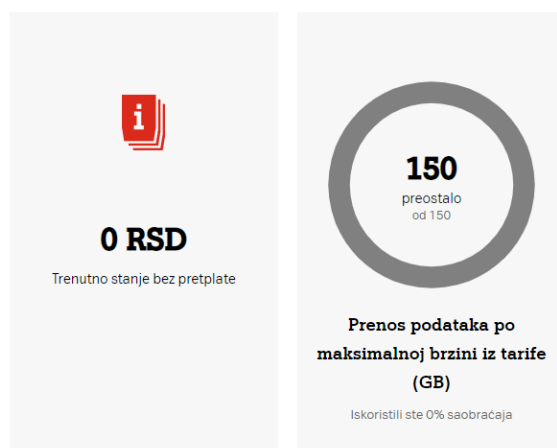 i
0 RSD
Trenutno stanje bez pretplate
150
preostalo
od 150
Prenos podataka po
maksimalnoj brzini iz tarife
(GB)
Iskoristili ste 0% saobraćaja